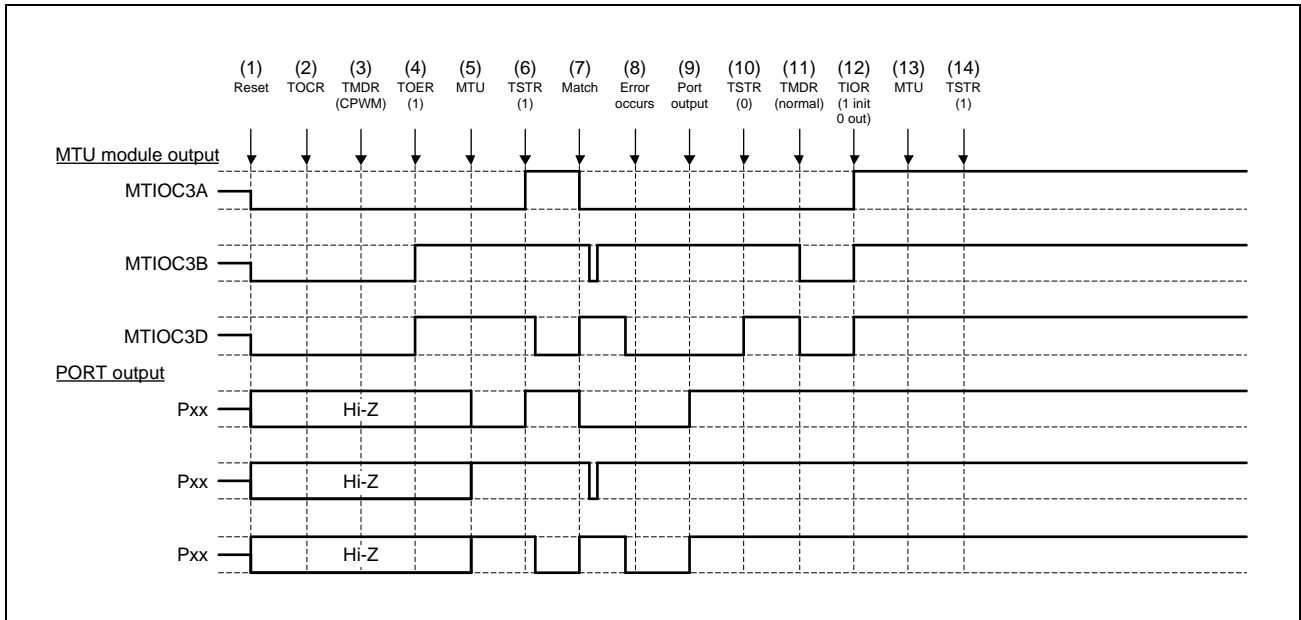 (1) (2) (3) (4) (5) (6) (7) (8) (9) (10) (11) (12) (13) (14)
Reset TOCR TMDR TOER MTU TSTR Match Error Port TSTR TMDR TIOR MTU TSTR
(CPWM) (1) (1) occurs output (0) (normal) (1 init (1)
0 out)
MTU module output
MTIOC3A
MTIOC3B
MTIOC3D
PORT output
Pxx Hi-Z
Pxx Hi-Z
Pxx Hi-Z